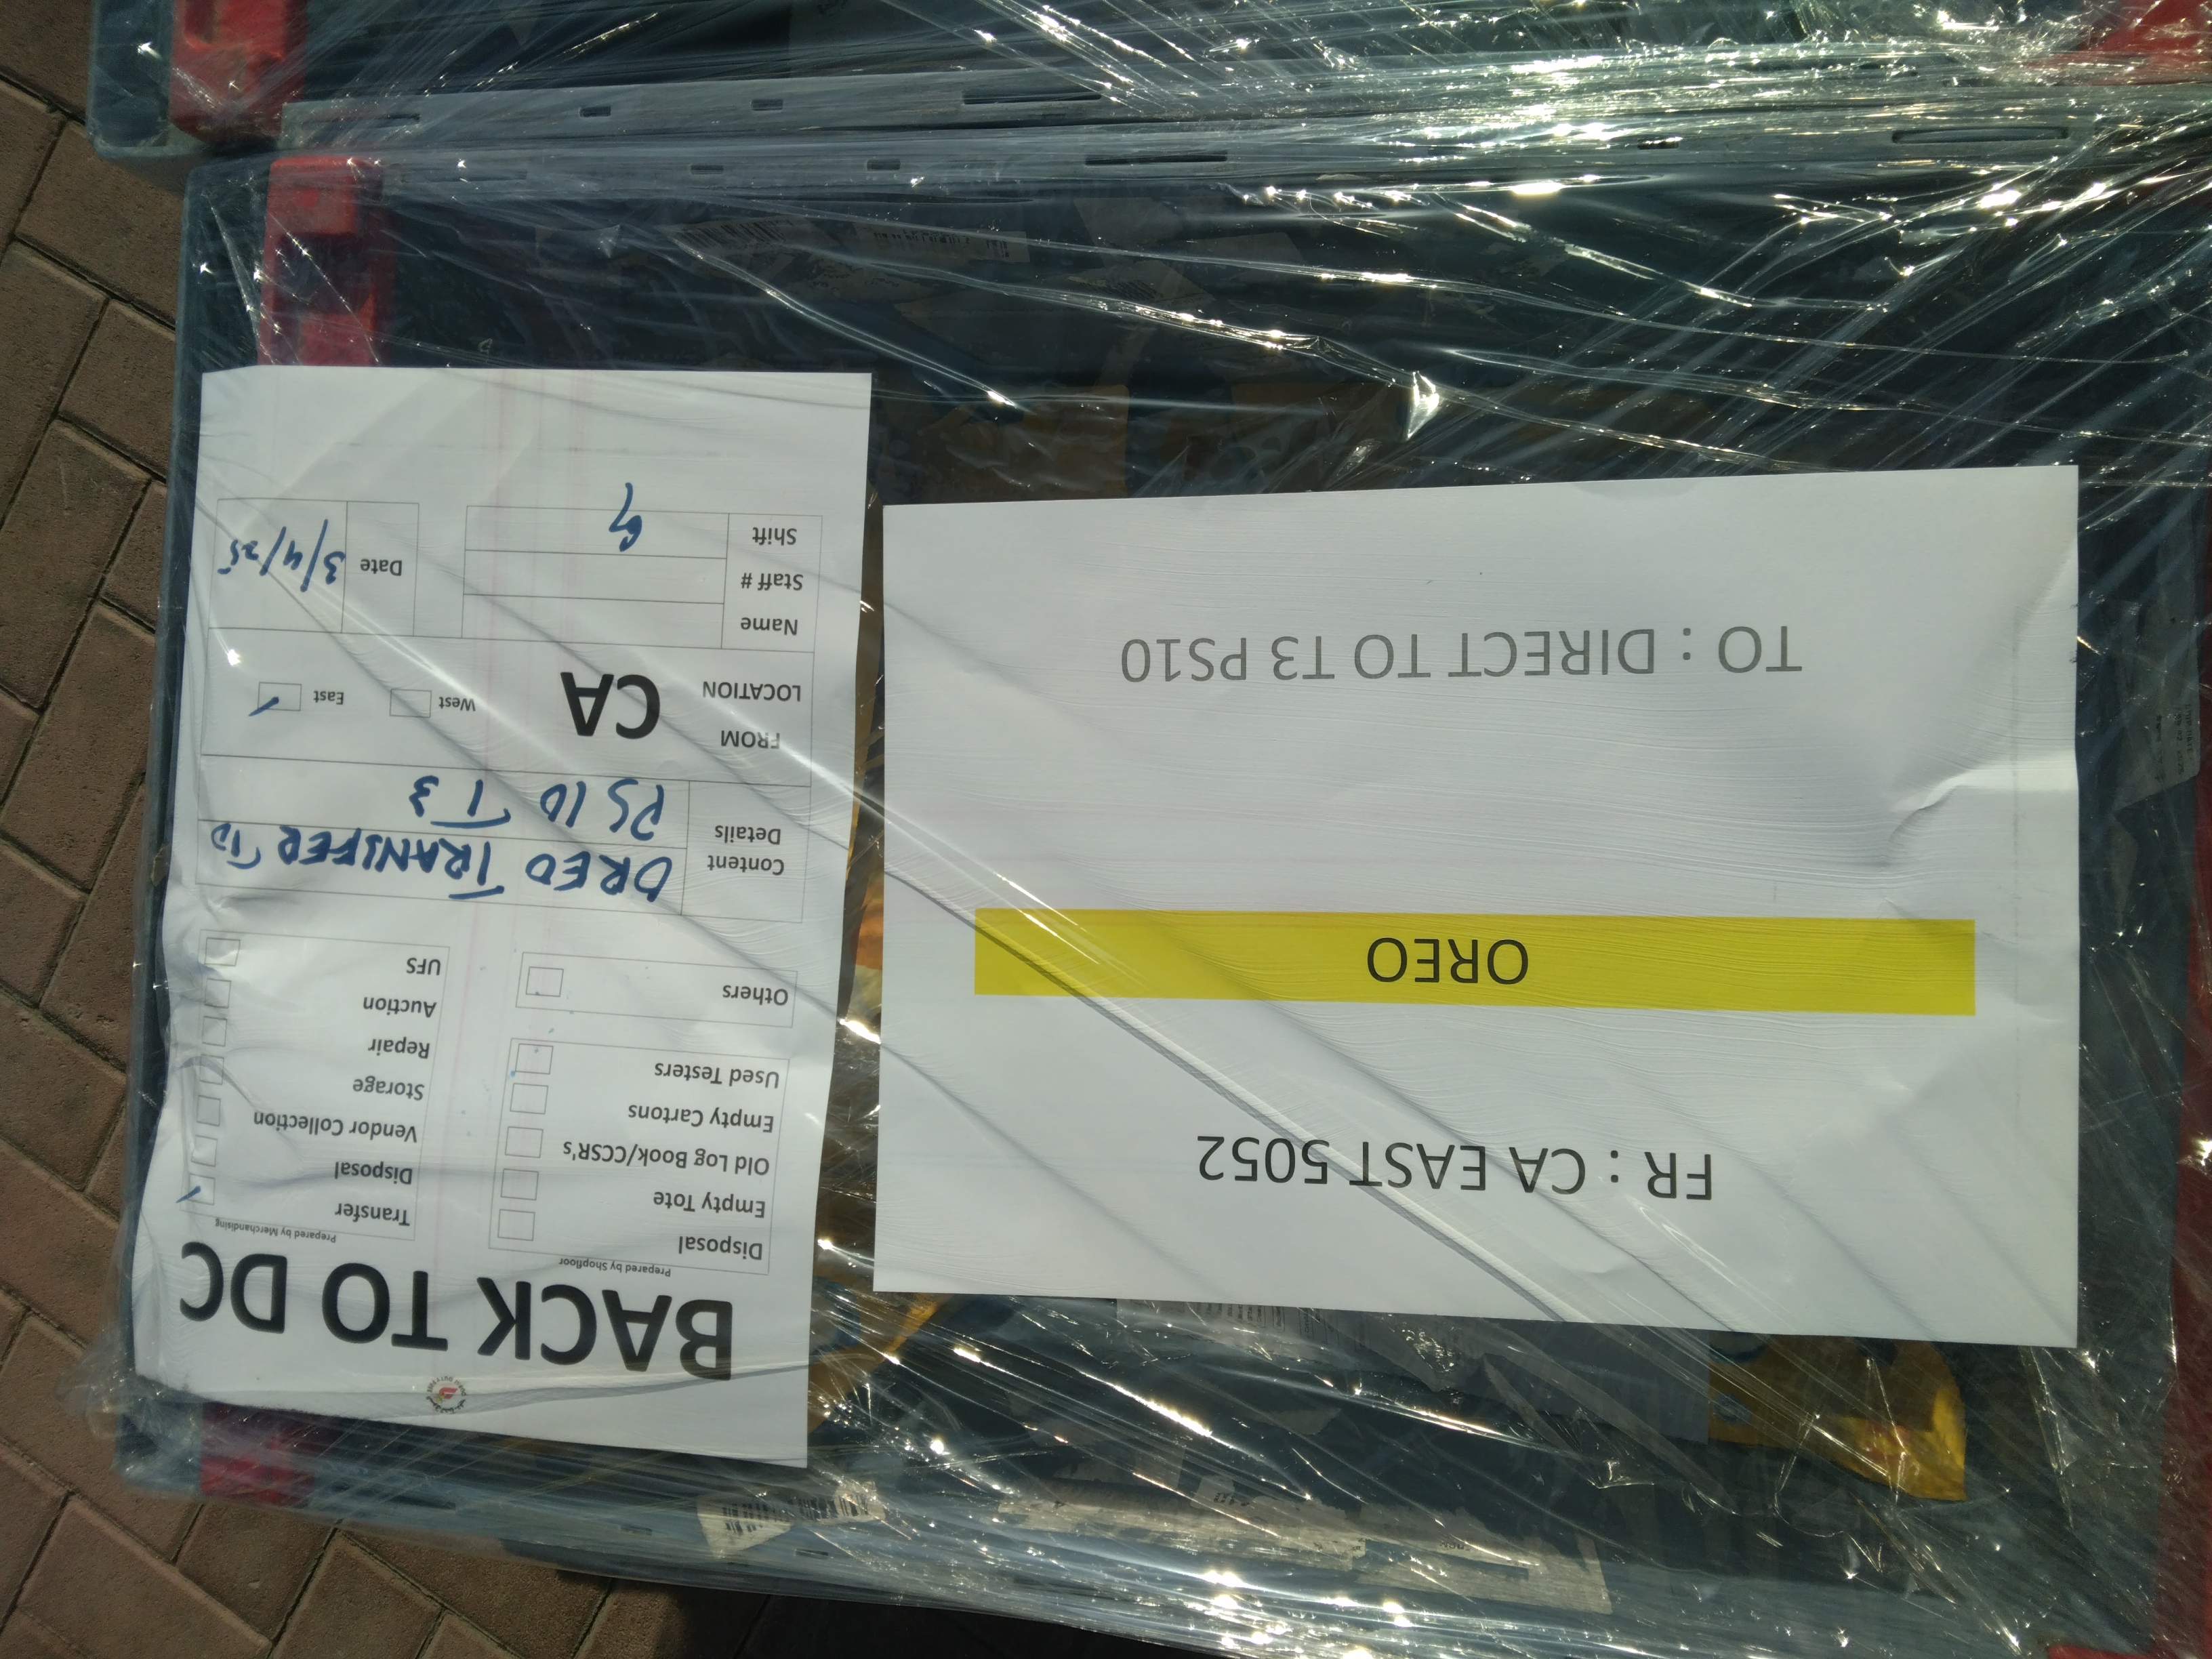 BACK TO DC
Prepared by Shopfloor
Disposal
Empty Tote
Old Log Book/CCSR's
Empty Cartons
Used Testers
Others
Prepared by Merchandising
Transfer
Disposal
Vendor Collection
Storage
Repair
Auction
UFS
Content
Details
OREO TRANSFER TO
PS 10 T3
FROM
LOCATION
CA
West
East
Name
Staff #
Shift
G
Date
3/4/25
FR : CA EAST 5052
OREO
TO : DIRECT TO T3 PS10